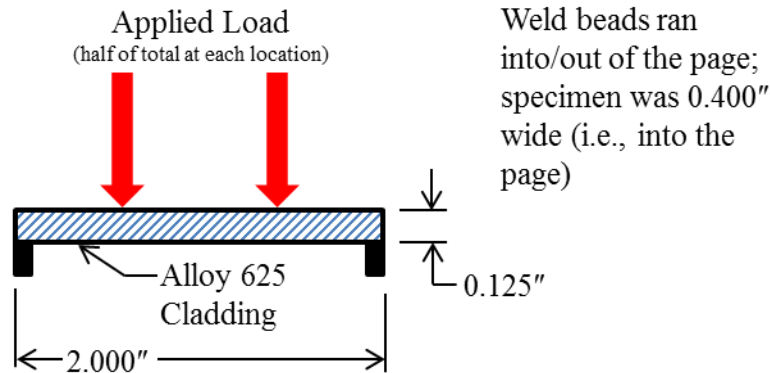 Applied Load
(half of total at each location)
Weld beads ran
into/out of the page;
specimen was 0.400″
wide (i.e., into the
page)
Alloy 625
Cladding
0.125″
2.000″